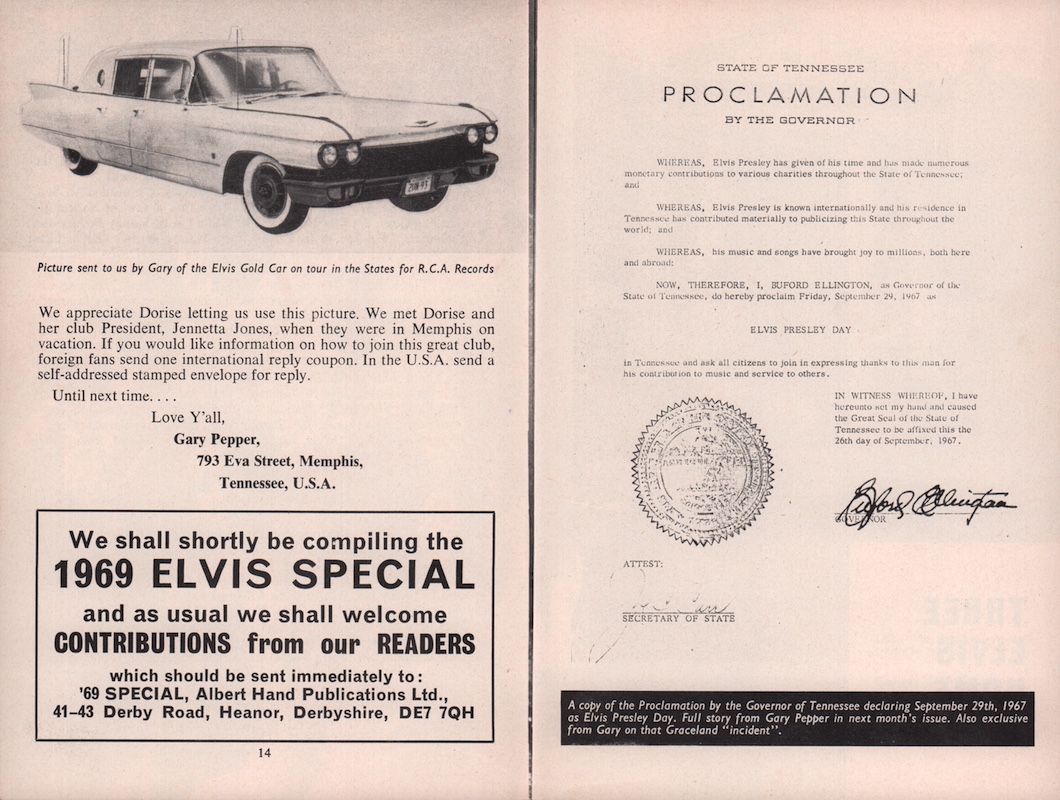 Picture sent to us by Gary of the Elvis Gold Car on tour in the States for R.C.A. Records
We appreciate Dorise letting us use this picture. We met Dorise and
her club President, Jennetta Jones, when they were in Memphis on
vacation. If you would like information on how to join this great club,
foreign fans send one international reply coupon. In the U.S.A. send a
self-addressed stamped envelope for reply.
Until next time. . . .
Love Y'all,
Gary Pepper,
793 Eva Street, Memphis,
Tennessee, U.S.A.
We shall shortly be compiling the
1969 ELVIS SPECIAL
and as usual we shall welcome
CONTRIBUTIONS from our READERS
which should be sent immediately to:
'69 SPECIAL, Albert Hand Publications Ltd.,
41–43 Derby Road, Heanor, Derbyshire, DE7 7QH
14
STATE OF TENNESSEE
PROCLAMATION
BY THE GOVERNOR
WHEREAS, Elvis Presley has given of his time and has made numerous
monetary contributions to various charities throughout the State of Tennessee;
and
WHEREAS, Elvis Presley is known internationally and his residence in
Tennessee has contributed materially to publicizing this State throughout the
world; and
WHEREAS, his music and songs have brought joy to millions, both here
and abroad;
NOW, THEREFORE, I, BUFORD ELLINGTON, as Governor of the
State of Tennessee, do hereby proclaim Friday, September 29, 1967 as
ELVIS PRESLEY DAY
in Tennessee and ask all citizens to join in expressing thanks to this man for
his contribution to music and service to others.
IN WITNESS WHEREOF, I have
hereunto set my hand and caused
the Great Seal of the State of
Tennessee to be affixed this the
26th day of September, 1967.
Buford Ellington
GOVERNOR
ATTEST:
Carr
SECRETARY OF STATE
A copy of the Proclamation by the Governor of Tennessee declaring September 29th, 1967
as Elvis Presley Day. Full story from Gary Pepper in next month's issue. Also exclusive
from Gary on that Graceland "incident".